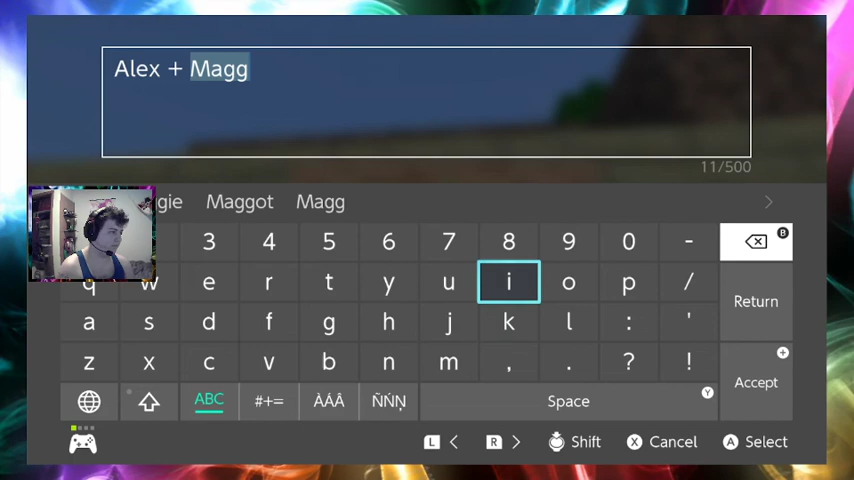 Alex + Magg
11/500
gie Maggot Magg
3 4 5 6 7 8 9 0 -
q w e r t y u i o p /
Return
a s d f g h j k l : '
z x c v b n m , . ? !
Accept
ABC #+= ÀÁÂ ÑŃŅ Space
L < R > Shift X Cancel A Select
B
+
Y